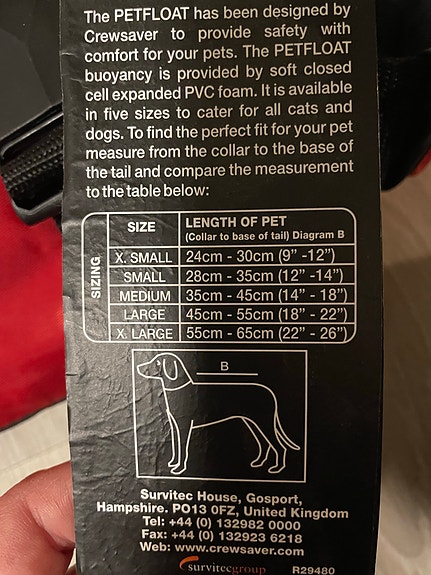 The PETFLOAT has been designed by
Crewsaver to provide safety with
comfort for your pets. The PETFLOAT
buoyancy is provided by soft closed
cell expanded PVC foam. It is available
in five sizes to cater for all cats and
dogs. To find the perfect fit for your pet
measure from the collar to the base of
the tail and compare the measurement
to the table below:
SIZING
SIZE LENGTH OF PET
(Collar to base of tail) Diagram B
X. SMALL 24cm - 30cm (9” -12”)
SMALL 28cm - 35cm (12” -14”)
MEDIUM 35cm - 45cm (14” - 18”)
LARGE 45cm - 55cm (18” - 22”)
X. LARGE 55cm - 65cm (22” - 26”)
B
Survitec House, Gosport,
Hampshire. PO13 0FZ, United Kingdom
Tel: +44 (0) 132982 0000
Fax: +44 (0) 132923 6218
Web: www.crewsaver.com
survitecgroup R29480